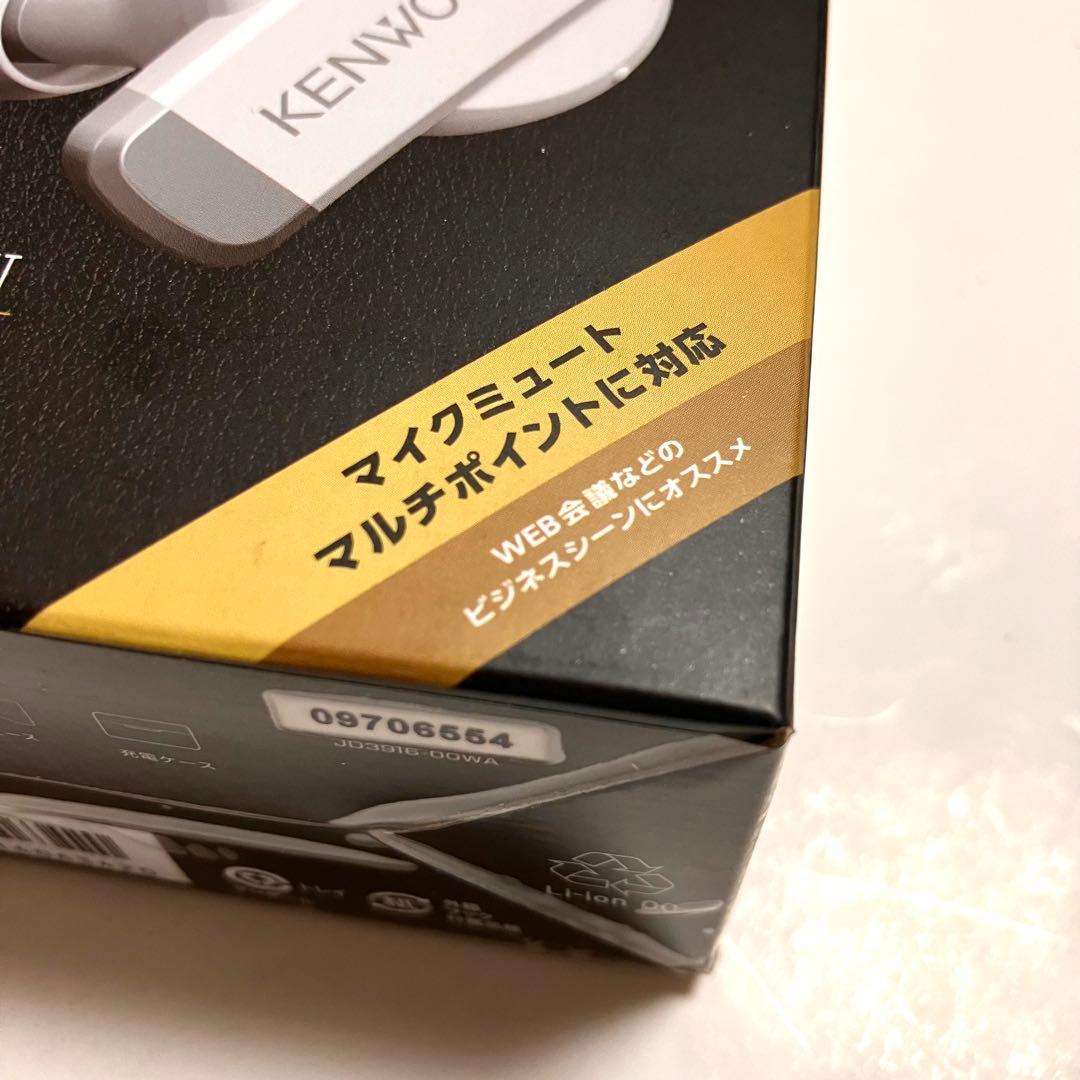 KENWO
マイクミュート
マルチポイントに対応
WEB会議などの
ビジネスシーンにオススメ
09706554
JD3916-00WA
充電ケース
Li-ion 00